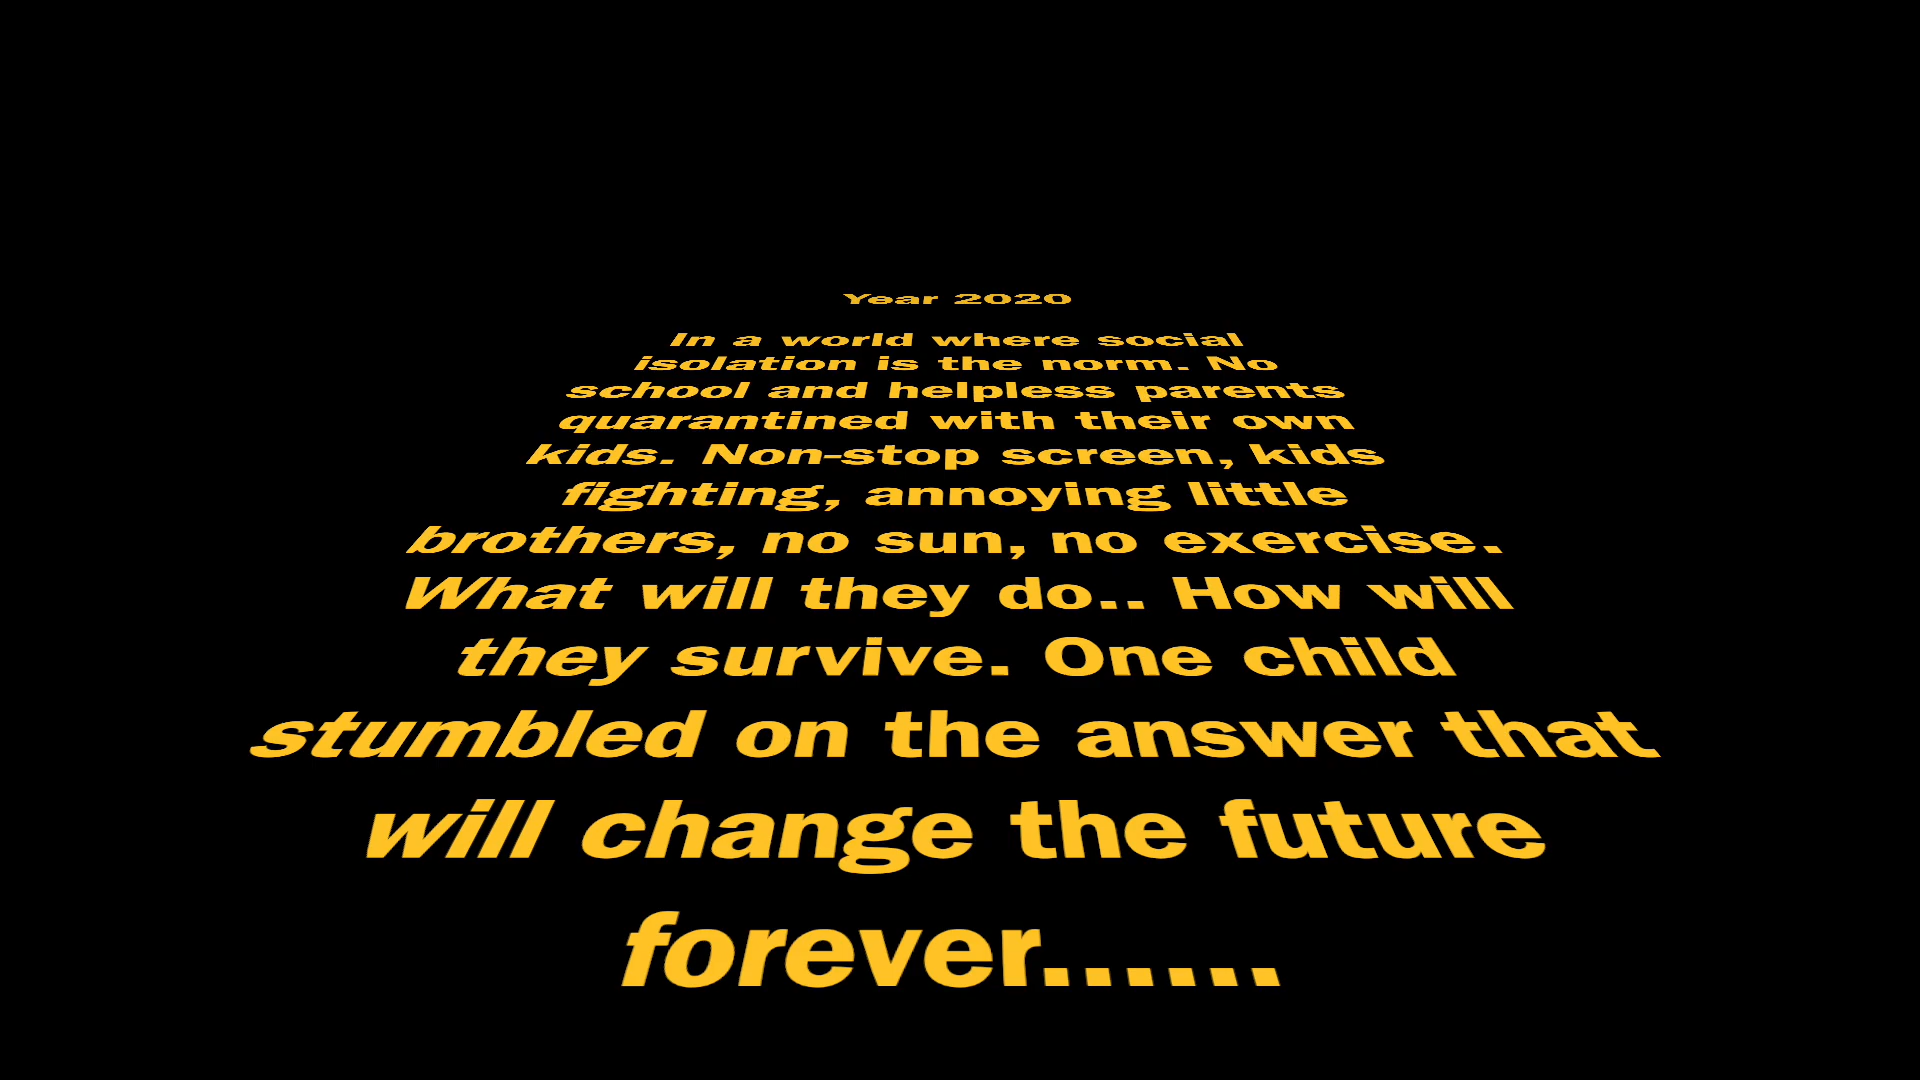 Year 2020
In a world where social
isolation is the norm. No
school and helpless parents
quarantined with their own
kids. Non-stop screen, kids
fighting, annoying little
brothers, no sun, no exercise.
What will they do.. How will
they survive. One child
stumbled on the answer that
will change the future
forever......